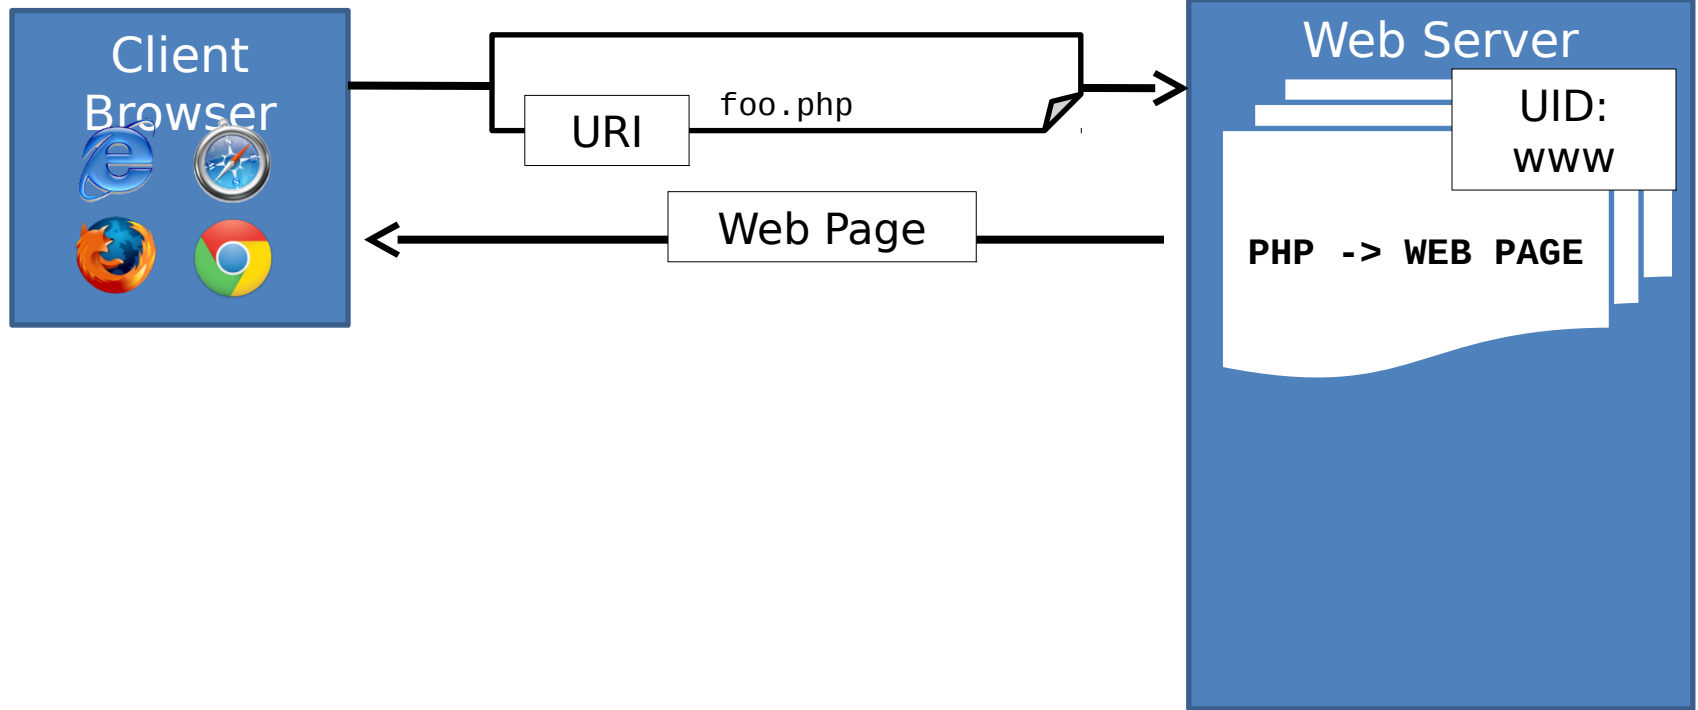 Client
Browser
foo.php
URI
Web Page
Web Server
UID:
www
PHP -> WEB PAGE